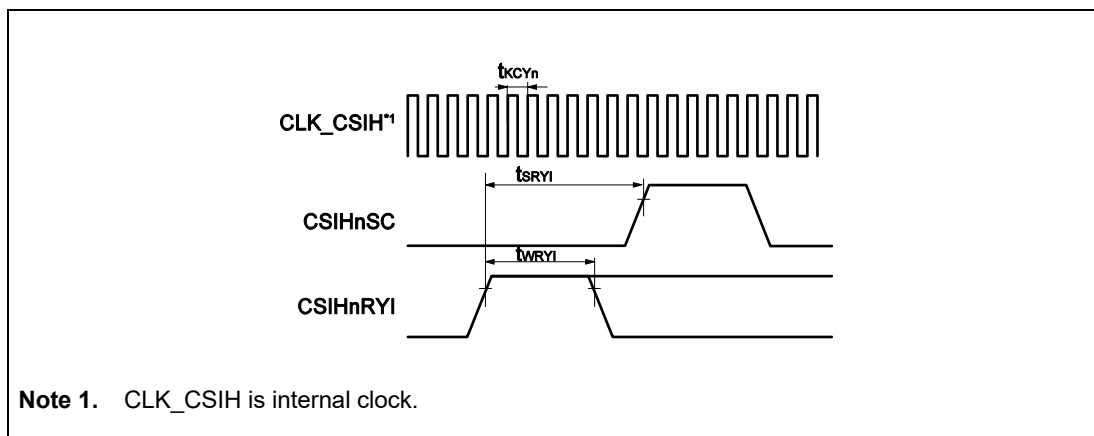 tKCYn
CLK_CSIH*1
tSRYI
CSIHnSC
tWRYI
CSIHnRYI
Note 1. CLK_CSIH is internal clock.